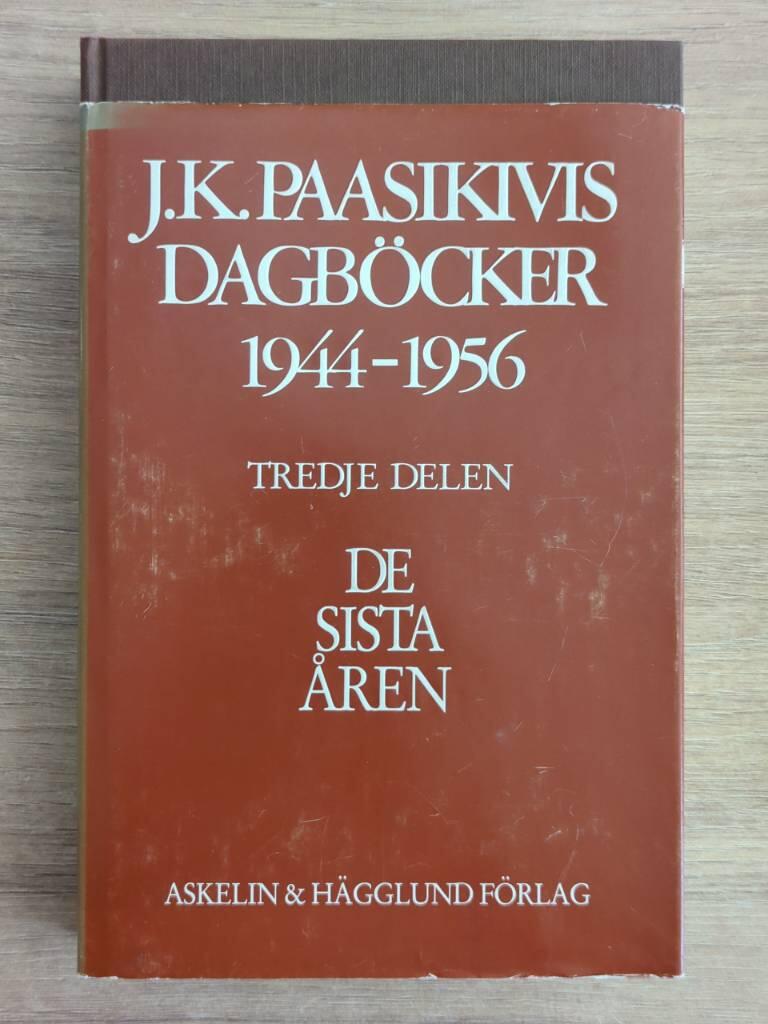 J.K. PAASIKIVIS
DAGBÖCKER
1944–1956
TREDJE DELEN
DE
SISTA
ÅREN
ASKELIN & HÄGGLUND FÖRLAG